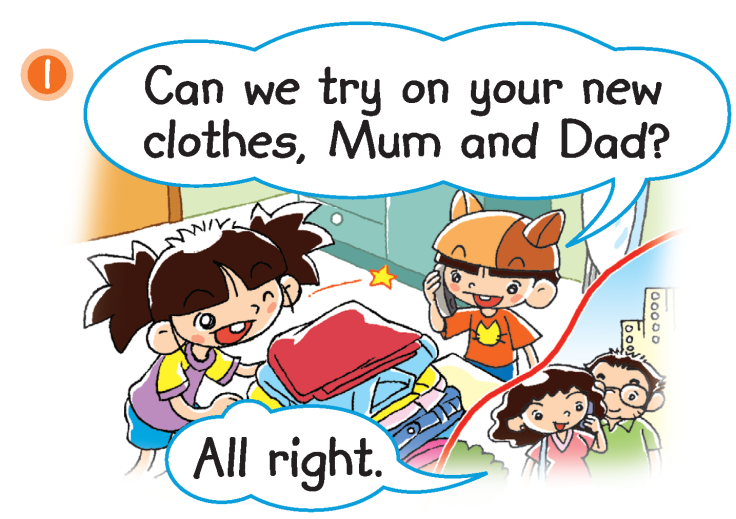 1
Can we try on your new
clothes, Mum and Dad?
All right.